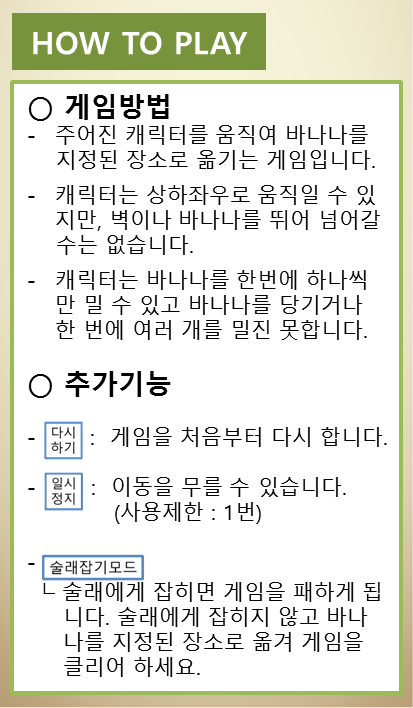 HOW TO PLAY
○ 게임방법
- 주어진 캐릭터를 움직여 바나나를
지정된 장소로 옮기는 게임입니다.
- 캐릭터는 상하좌우로 움직일 수 있
지만, 벽이나 바나나를 뛰어 넘어갈
수는 없습니다.
- 캐릭터는 바나나를 한번에 하나씩
만 밀 수 있고 바나나를 당기거나
한 번에 여러 개를 밀진 못합니다.
○ 추가기능
- 다시
하기 : 게임을 처음부터 다시 합니다.
- 일시
정지 : 이동을 무를 수 있습니다.
(사용제한 : 1번)
- 술래잡기모드
ㄴ 술래에게 잡히면 게임을 패하게 됩
니다. 술래에게 잡히지 않고 바나
나를 지정된 장소로 옮겨 게임을
클리어 하세요.